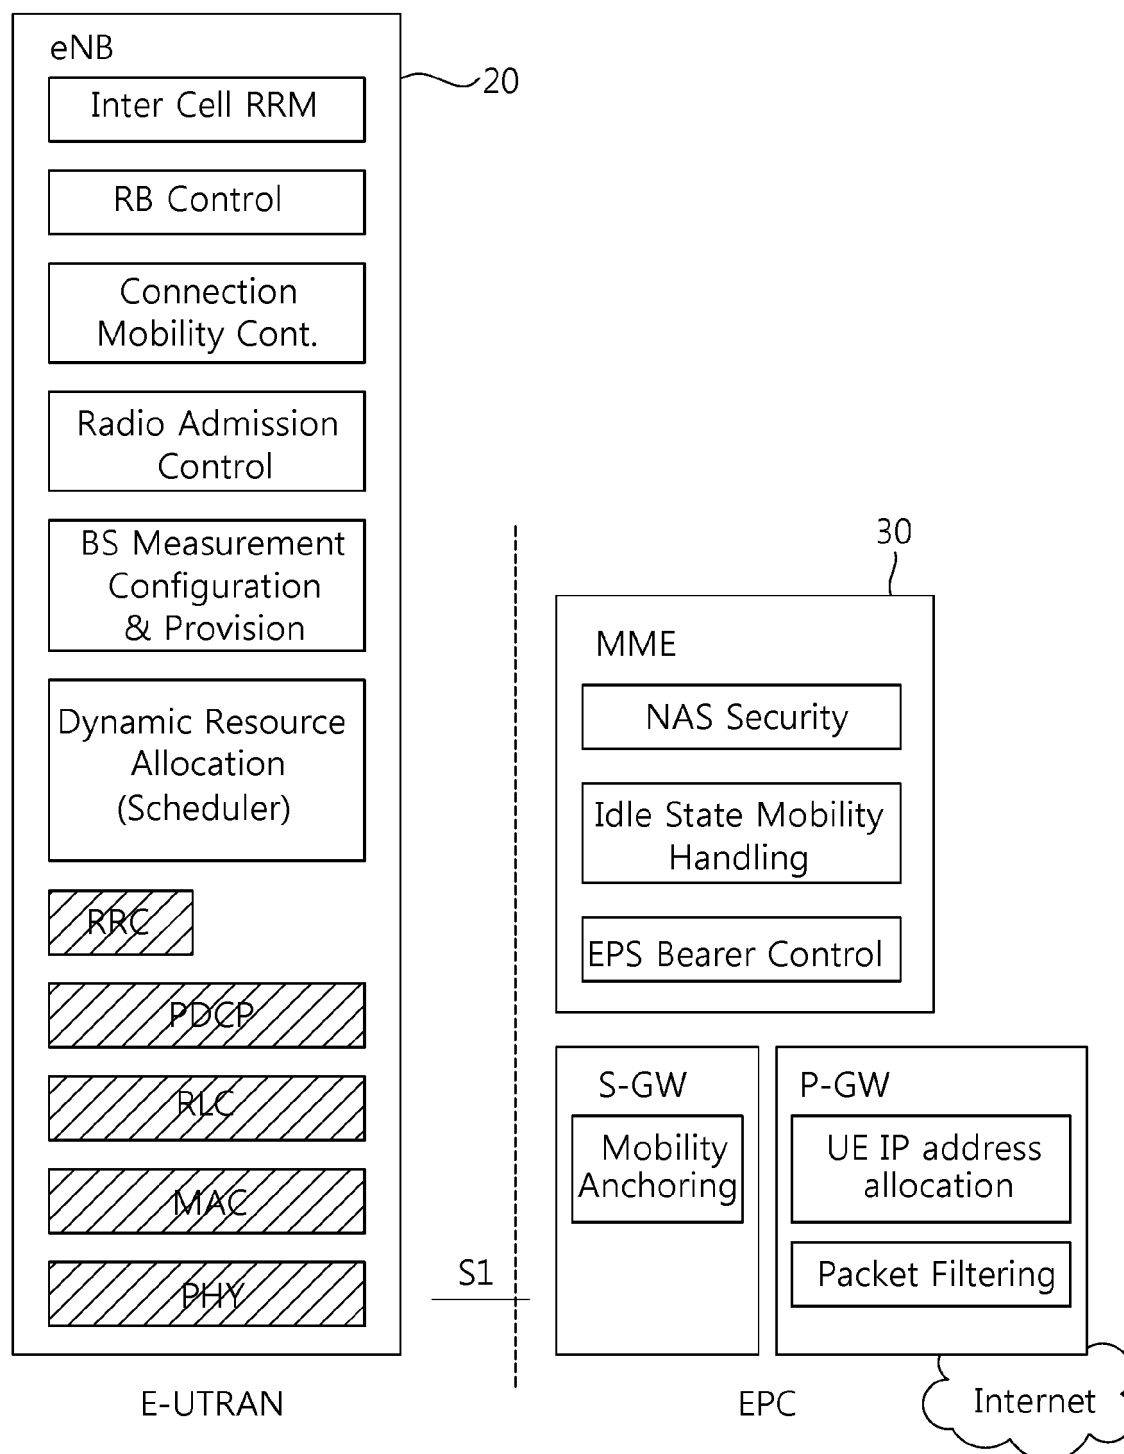 eNB
20
Inter Cell RRM
RB Control
Connection
Mobility Cont.
Radio Admission
Control
BS Measurement
Configuration
& Provision
Dynamic Resource
Allocation
(Scheduler)
RRC
PDCP
RLC
MAC
PHY
E-UTRAN
S1
30
MME
NAS Security
Idle State Mobility
Handling
EPS Bearer Control
S-GW
Mobility
Anchoring
P-GW
UE IP address
allocation
Packet Filtering
EPC
Internet